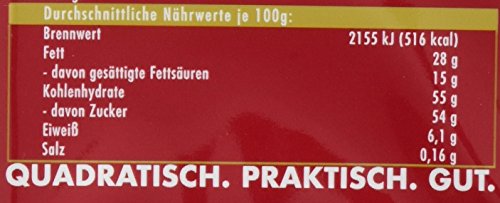 Durchschnittliche Nährwerte je 100g:
Brennwert 2155 kJ (516 kcal)
Fett 28 g
- davon gesättigte Fettsäuren 15 g
Kohlenhydrate 55 g
- davon Zucker 54 g
Eiweiß 6,1 g
Salz 0,16 g
QUADRATISCH. PRAKTISCH. GUT.